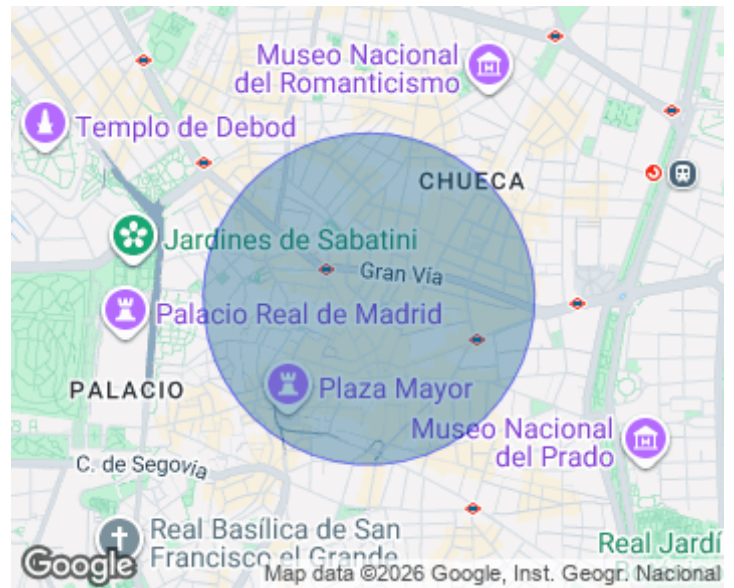 Museo Nacional
del Romanticismo
Templo de Debod
CHUECA
Jardines de Sabatini
Gran Vía
Palacio Real de Madrid
PALACIO
Plaza Mayor
Museo Nacional
del Prado
C. de Segovia
Real Basílica de San
Francisco el Grande
Real Jardí
Google
Map data ©2026 Google, Inst. Geogr. Nacional